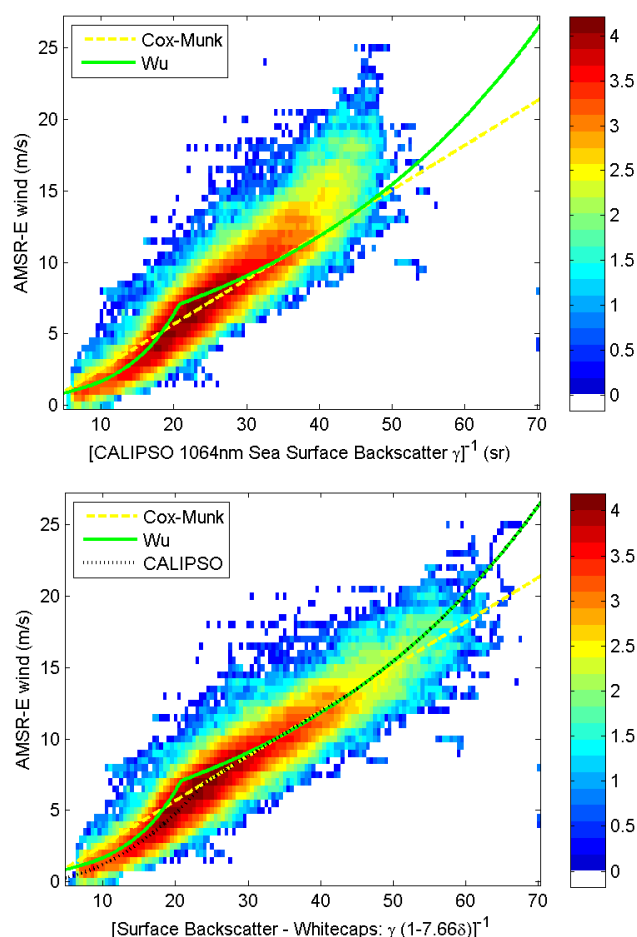 Cox-Munk
Wu
AMSR-E wind (m/s)
25
20
15
10
5
0
10 20 30 40 50 60 70
[CALIPSO 1064nm Sea Surface Backscatter γ]⁻¹ (sr)
4
3.5
3
2.5
2
1.5
1
0.5
0
Cox-Munk
Wu
CALIPSO
AMSR-E wind (m/s)
25
20
15
10
5
0
10 20 30 40 50 60 70
[Surface Backscatter - Whitecaps: γ (1-7.66δ)]⁻¹
4
3.5
3
2.5
2
1.5
1
0.5
0